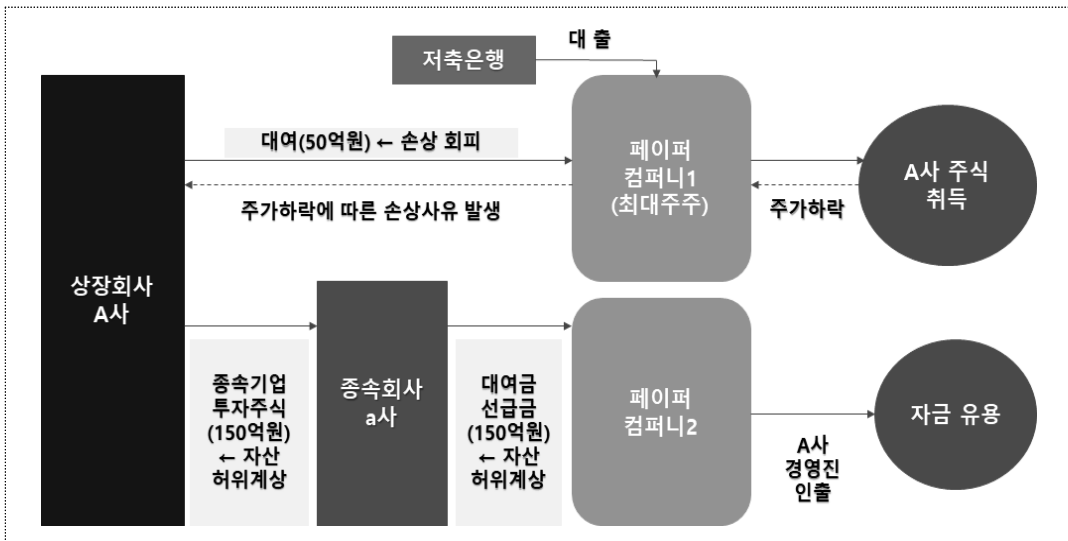 대 출
저축은행
대여(50억원) ← 손상 회피
주가하락에 따른 손상사유 발생
페이퍼
컴퍼니1
(최대주주)
주가하락
A사 주식
취득
상장회사
A사
종속기업
투자주식
(150억원)
← 자산
허위계상
종속회사
a사
대여금
선급금
(150억원)
← 자산
허위계상
페이퍼
컴퍼니2
A사
경영진
인출
자금 유용